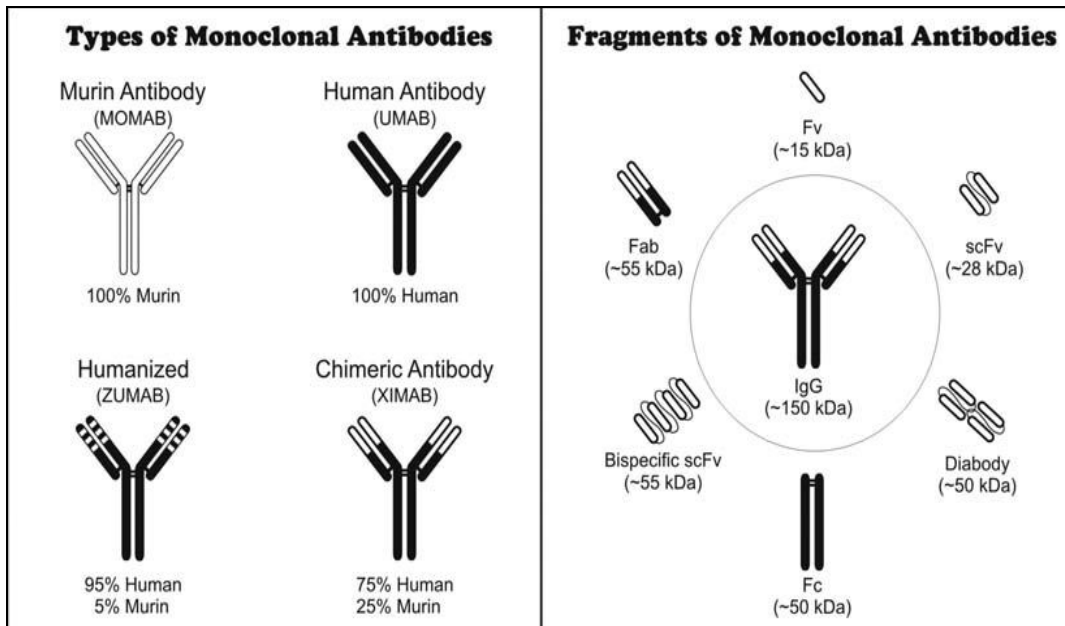 Types of Monoclonal Antibodies
Murin Antibody
(MOMAB)
100% Murin
Human Antibody
(UMAB)
100% Human
Humanized
(ZUMAB)
95% Human
5% Murin
Chimeric Antibody
(XIMAB)
75% Human
25% Murin
Fragments of Monoclonal Antibodies
Fv
(~15 kDa)
Fab
(~55 kDa)
scFv
(~28 kDa)
IgG
(~150 kDa)
Bispecific scFv
(~55 kDa)
Diabody
(~50 kDa)
Fc
(~50 kDa)